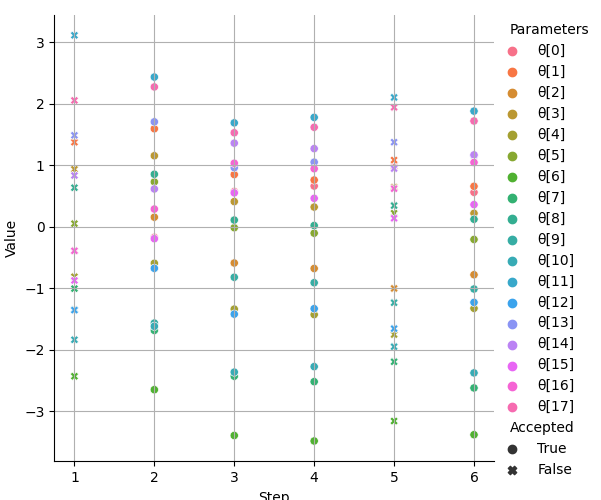 Parameters
θ[0]
θ[1]
θ[2]
θ[3]
θ[4]
θ[5]
θ[6]
θ[7]
θ[8]
θ[9]
θ[10]
θ[11]
θ[12]
θ[13]
θ[14]
θ[15]
θ[16]
θ[17]
Accepted
True
False
Value
3
2
1
0
−1
−2
−3
1 2 3 4 5 6
Step